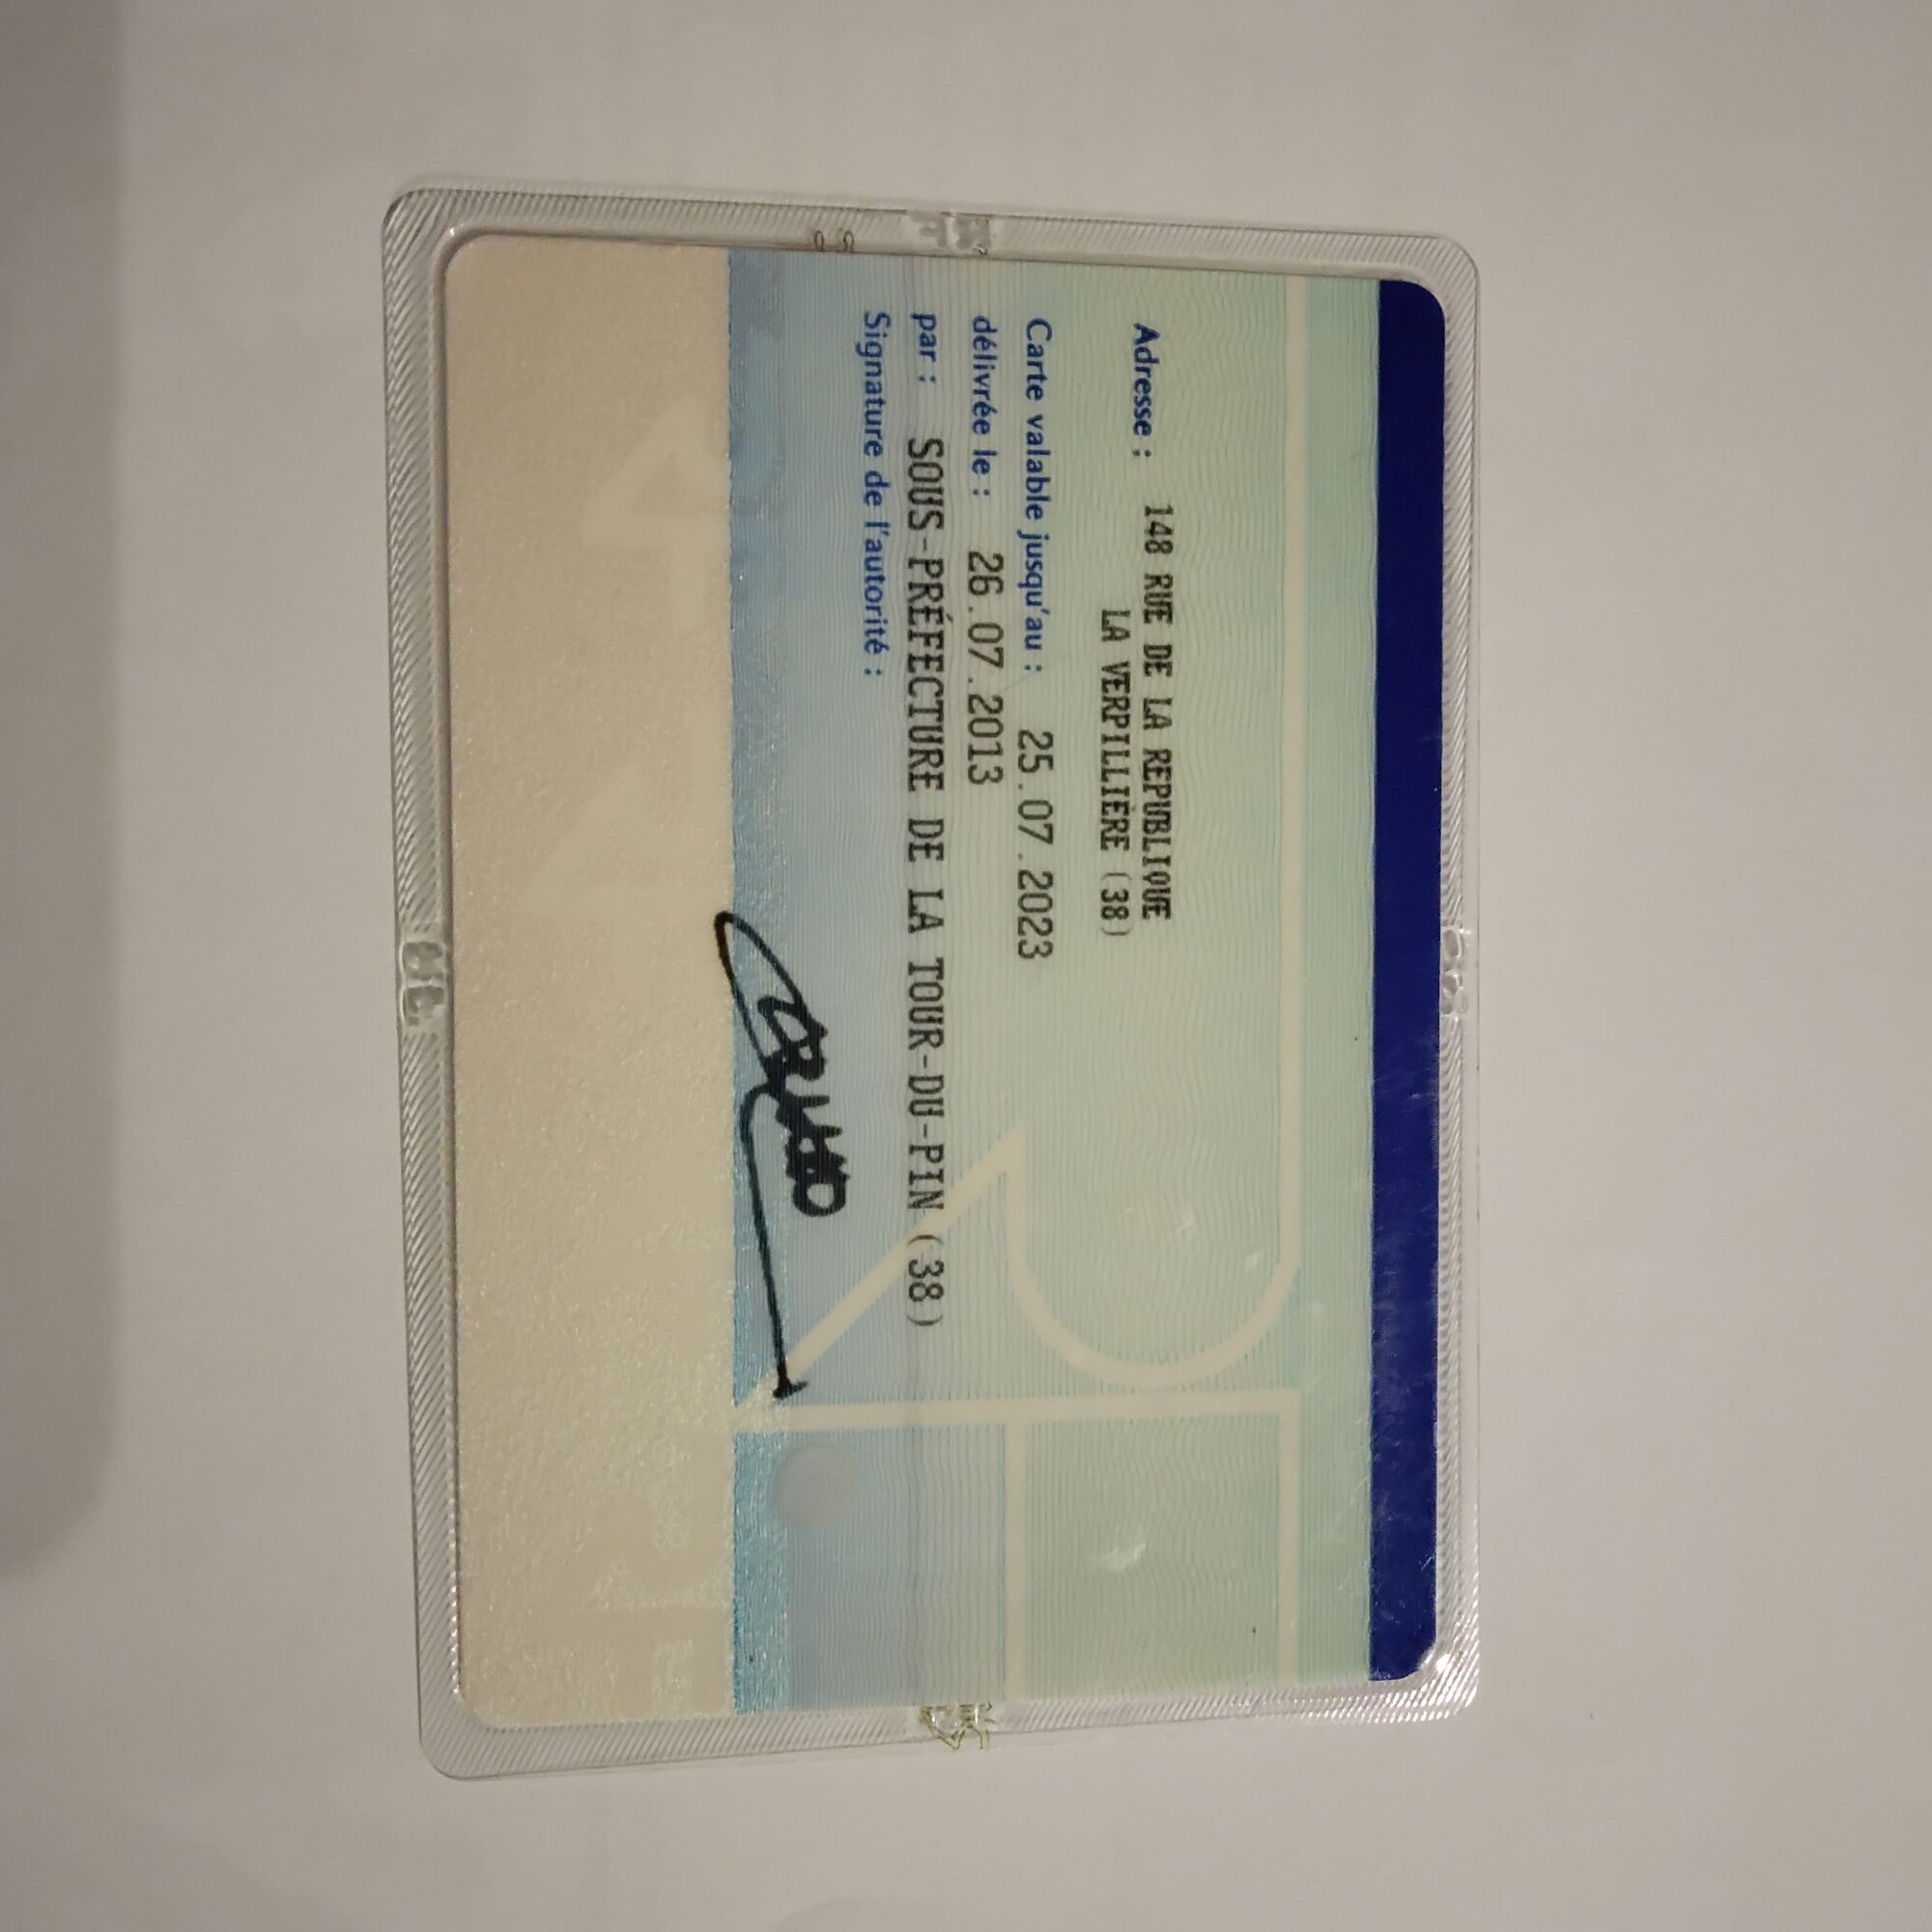 Adresse : 148 RUE DE LA REPUBLIQUE
LA VERPILLIÈRE (38)
Carte valable jusqu'au : 25.07.2023
délivrée le : 26.07.2013
par : SOUS-PRÉFECTURE DE LA TOUR-DU-PIN (38)
Signature de l'autorité :